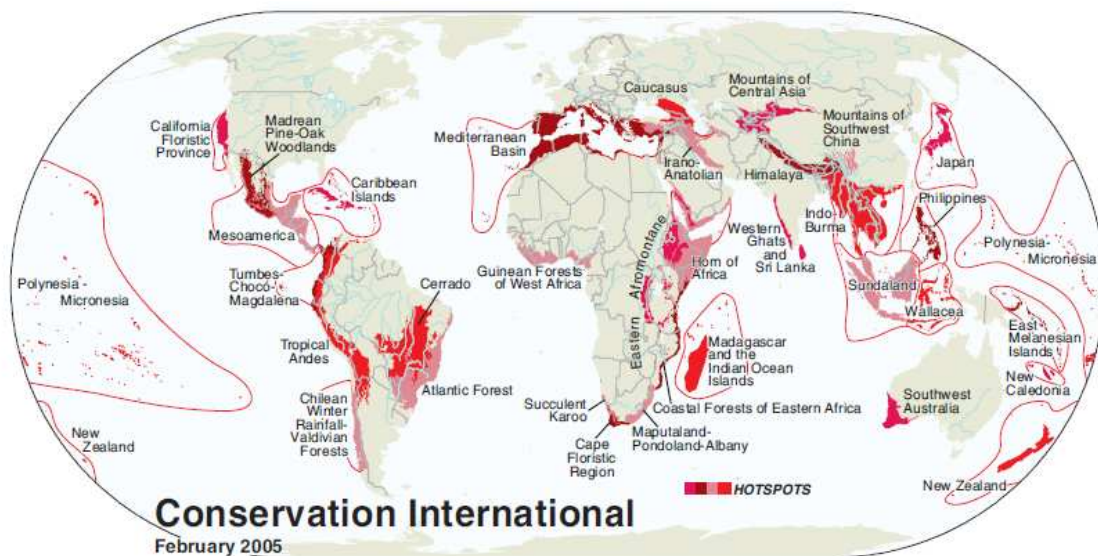 Caucasus
Mountains of
Central Asia
California
Floristic
Province
Madrean
Pine-Oak
Woodlands
Mediterranean
Basin
Mountains of
Southwest
China
Irano-
Anatolian
Himalaya
Japan
Caribbean
Islands
Mesoamerica
Indo-
Burma
Philippines
Western
Ghats
and
Sri Lanka
Polynesia-
Micronesia
Polynesia -
Micronesia
Tumbes-
Chocó-
Magdalena
Cerrado
Guinean Forests
of West Africa
Eastern Afromontane
Horn of
Africa
Sundaland
Wallacea
Tropical
Andes
Madagascar
and the
Indian Ocean
Islands
East
Melanesian
Islands
New
Caledonia
Atlantic Forest
Chilean
Winter
Rainfall-
Valdivian
Forests
Succulent
Karoo
Coastal Forests of Eastern Africa
Southwest
Australia
Maputaland-
Pondoland-Albany
Cape
Floristic
Region
New
Zealand
New Zealand
HOTSPOTS
Conservation International
February 2005